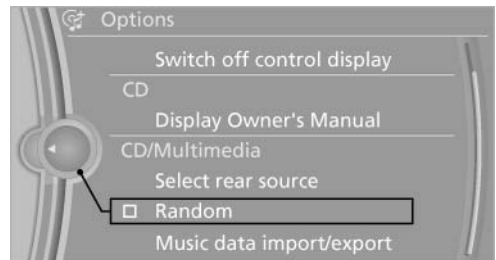 Options
Switch off control display
CD
Display Owner's Manual
CD/Multimedia
Select rear source
Random
Music data import/export